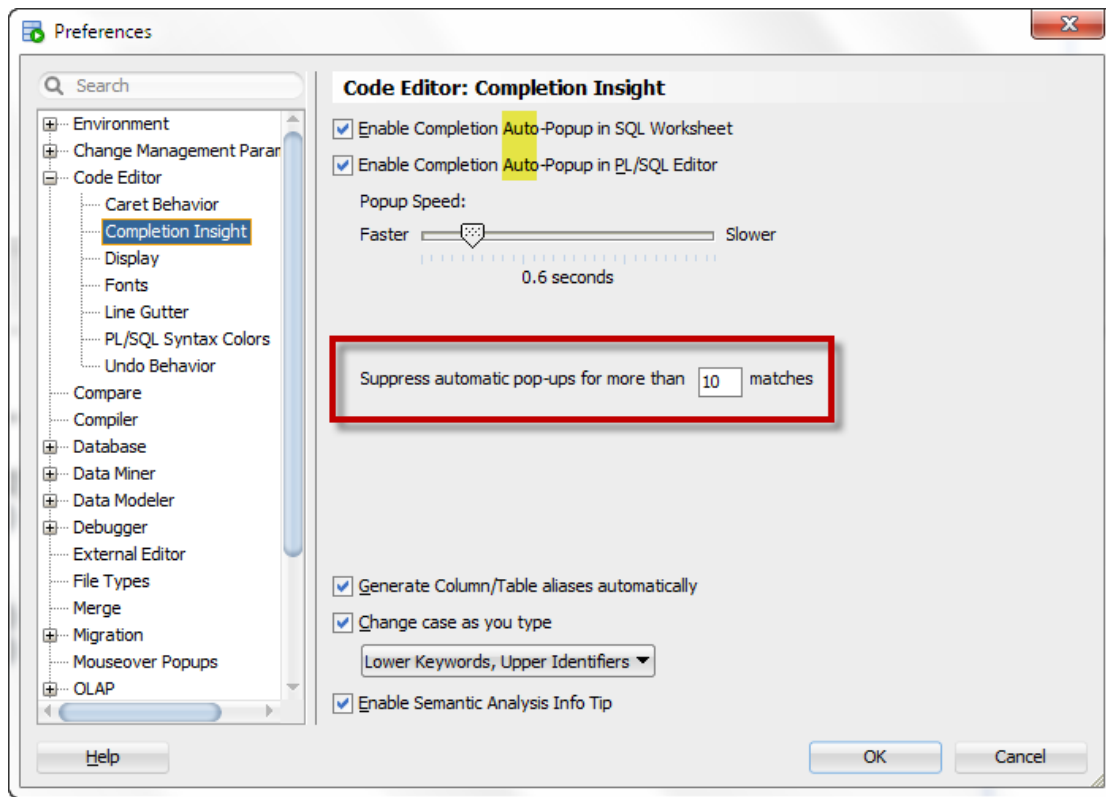 Preferences
X
Search
Environment
Change Management Parar
Code Editor
Caret Behavior
Completion Insight
Display
Fonts
Line Gutter
PL/SQL Syntax Colors
Undo Behavior
Compare
Compiler
Database
Data Miner
Data Modeler
Debugger
External Editor
File Types
Merge
Migration
Mouseover Popups
OLAP
Code Editor: Completion Insight
Enable Completion Auto-Popup in SQL Worksheet
Enable Completion Auto-Popup in PL/SQL Editor
Popup Speed:
Faster Slower
0.6 seconds
Suppress automatic pop-ups for more than 10 matches
Generate Column/Table aliases automatically
Change case as you type
Lower Keywords, Upper Identifiers
Enable Semantic Analysis Info Tip
Help OK Cancel